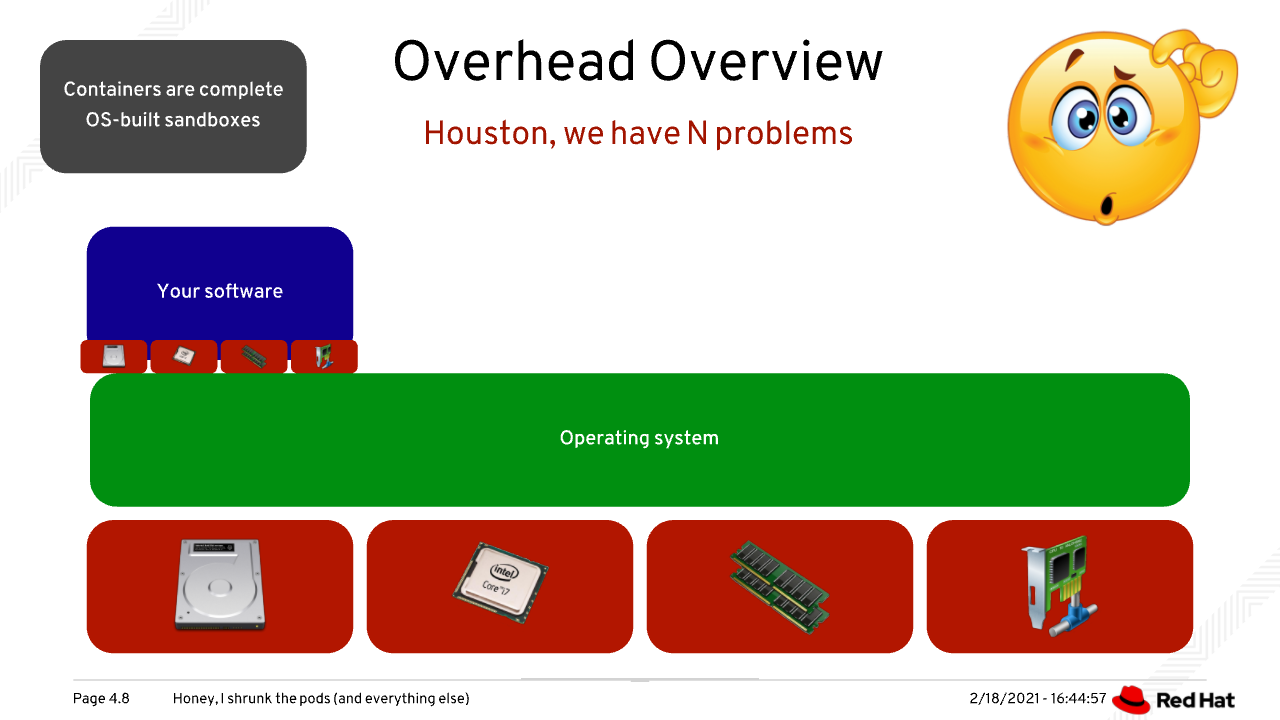 Overhead Overview
Houston, we have N problems
Containers are complete
OS-built sandboxes
Your software
Operating system
intel
Core i7
Page 4.8
Honey, I shrunk the pods (and everything else)
2/18/2021 - 16:44:57
Red Hat